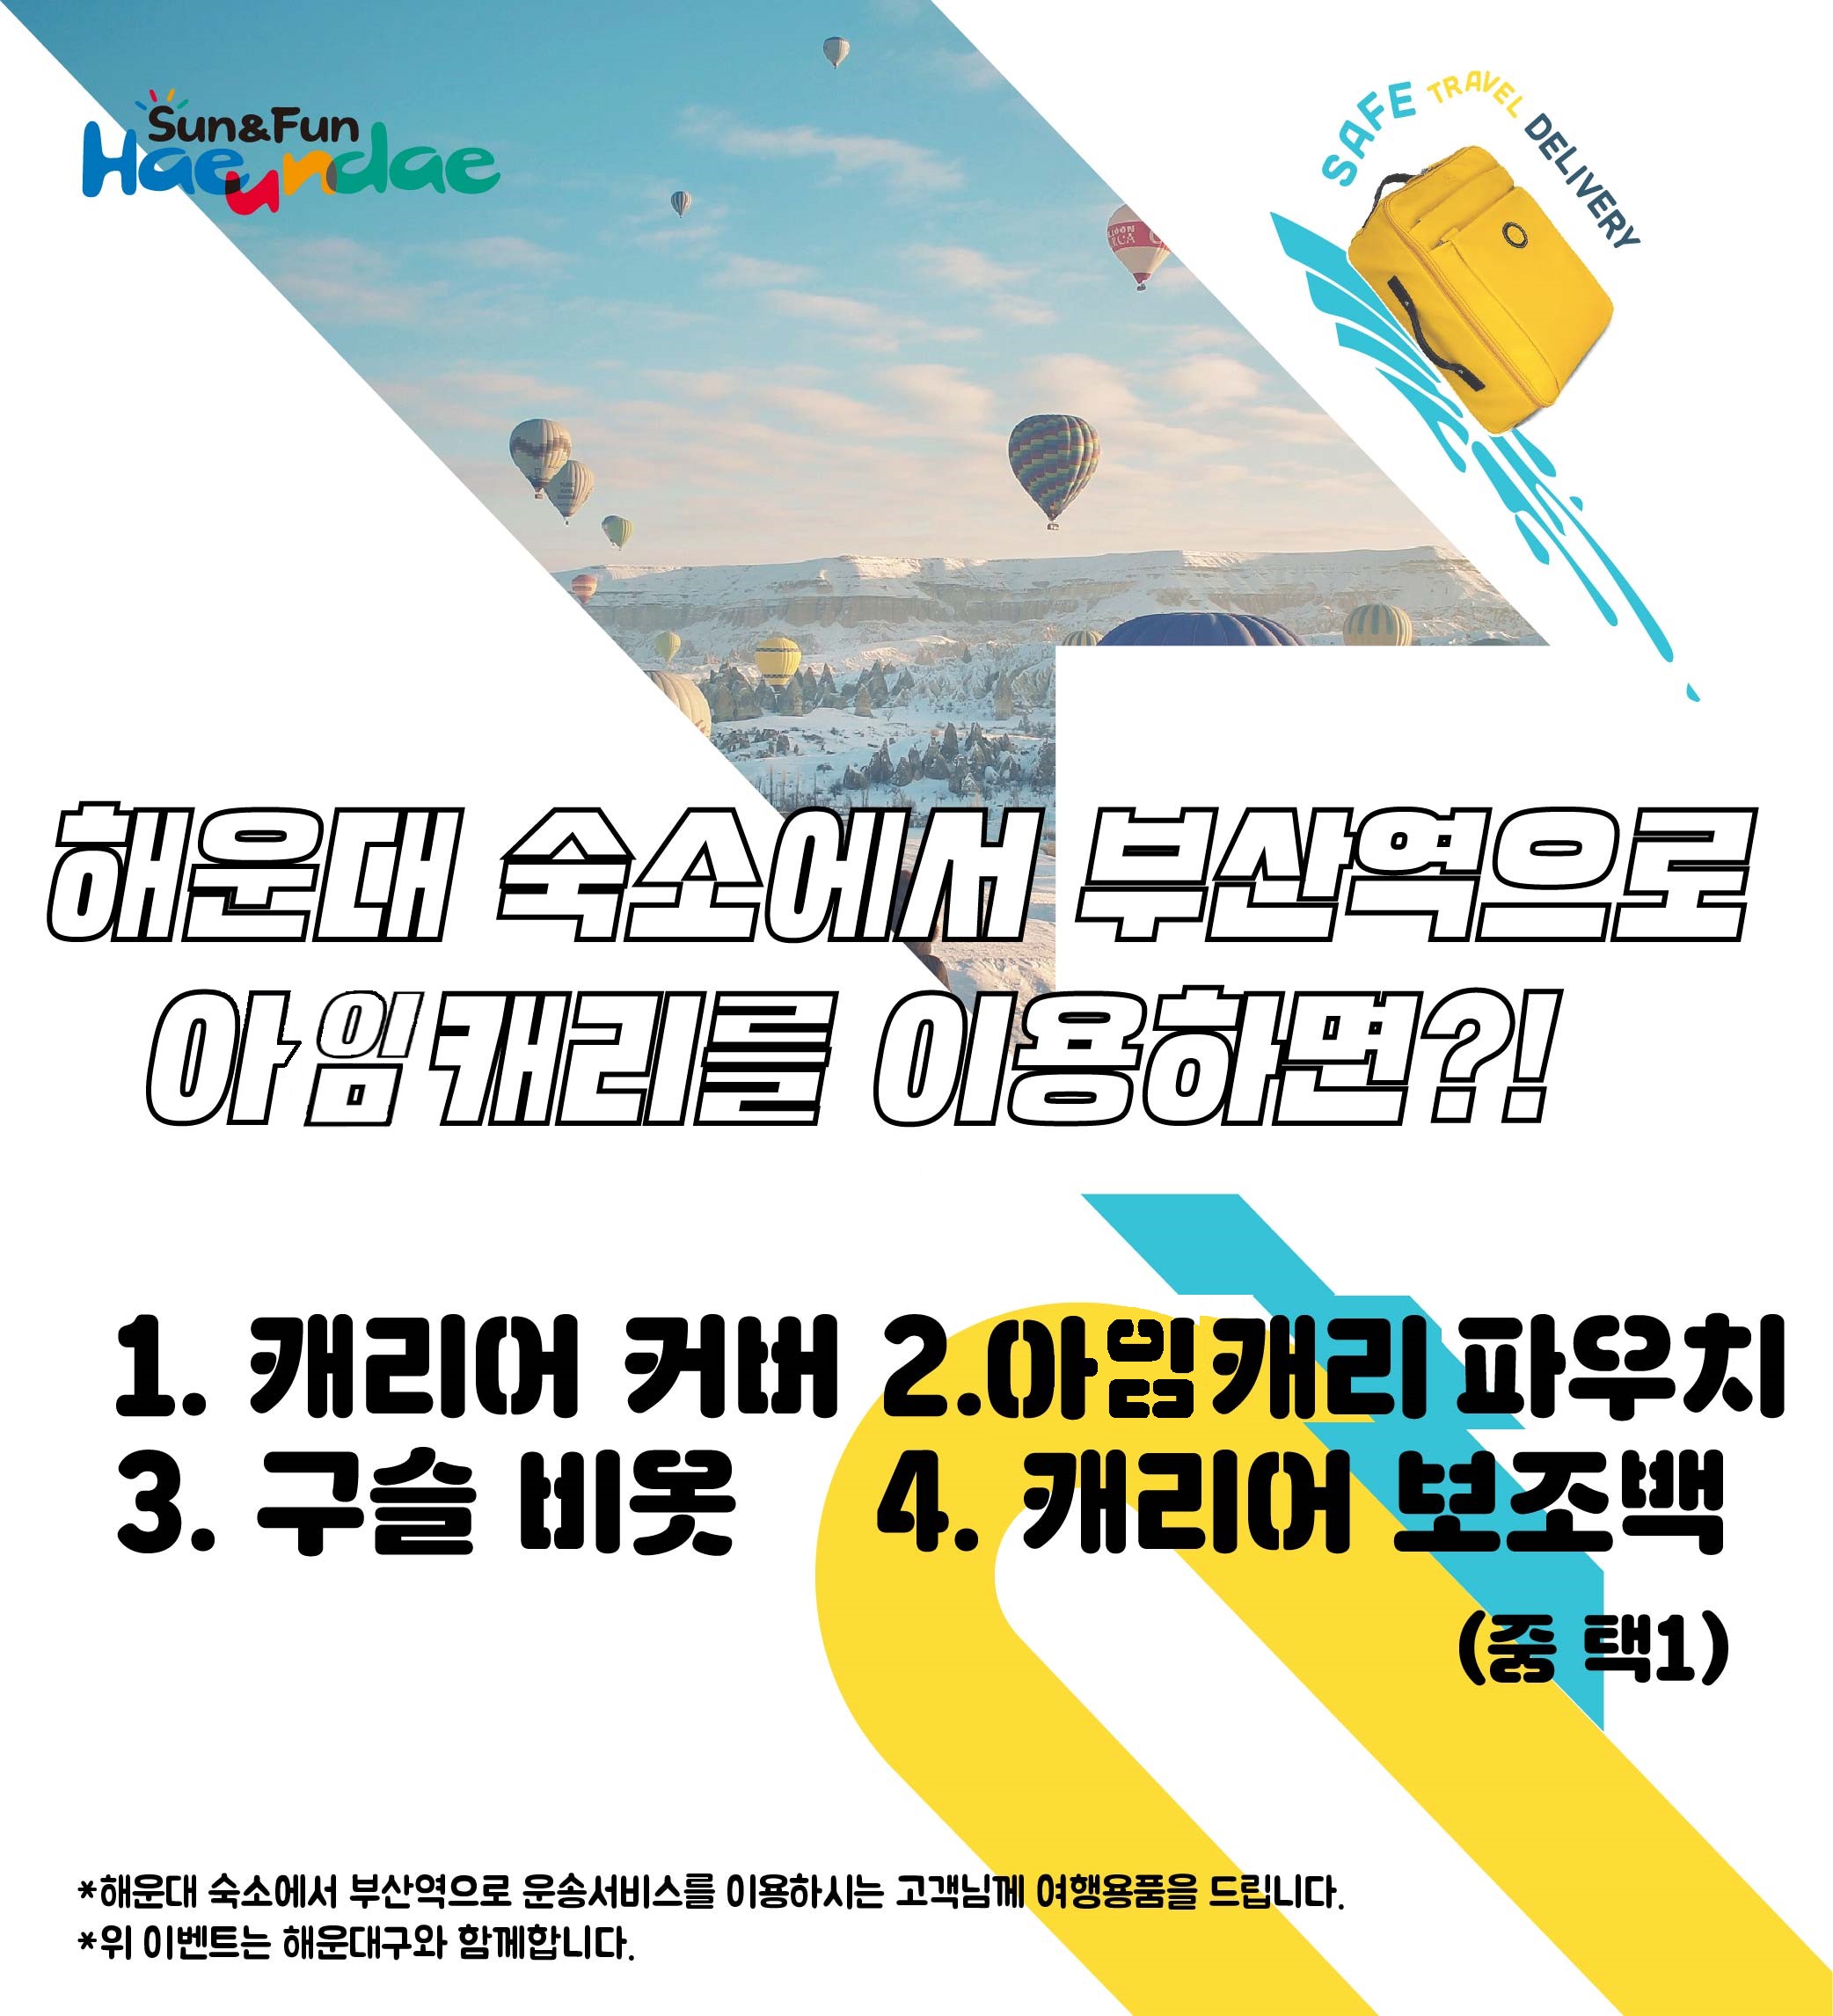 Sun&Fun
Haeundae
SAFE TRAVEL DELIVERY
해운대 숙소에서 부산역으로
아임캐리를 이용하면?!
1. 캐리어 커버 2.아임캐리 파우치
3. 구슬 비옷 4. 캐리어 보조백
(중 택1)
*해운대 숙소에서 부산역으로 운송서비스를 이용하시는 고객님께 여행용품을 드립니다.
*위 이벤트는 해운대구와 함께합니다.